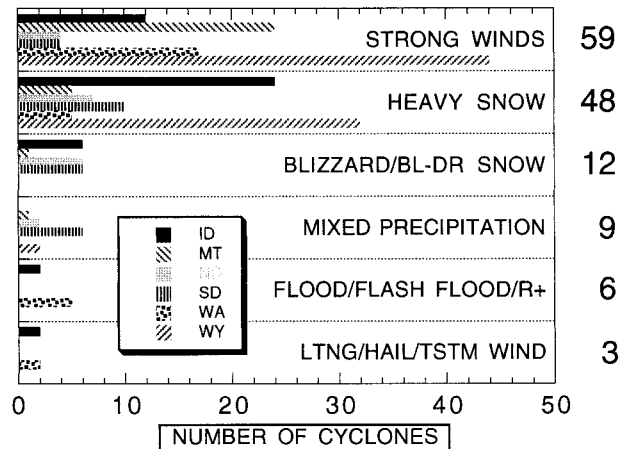 STRONG WINDS 59
HEAVY SNOW 48
BLIZZARD/BL-DR SNOW 12
MIXED PRECIPITATION 9
FLOOD/FLASH FLOOD/R+ 6
LTNG/HAIL/TSTM WIND 3
ID
MT
ND
SD
WA
WY
0 10 20 30 40 50
NUMBER OF CYCLONES